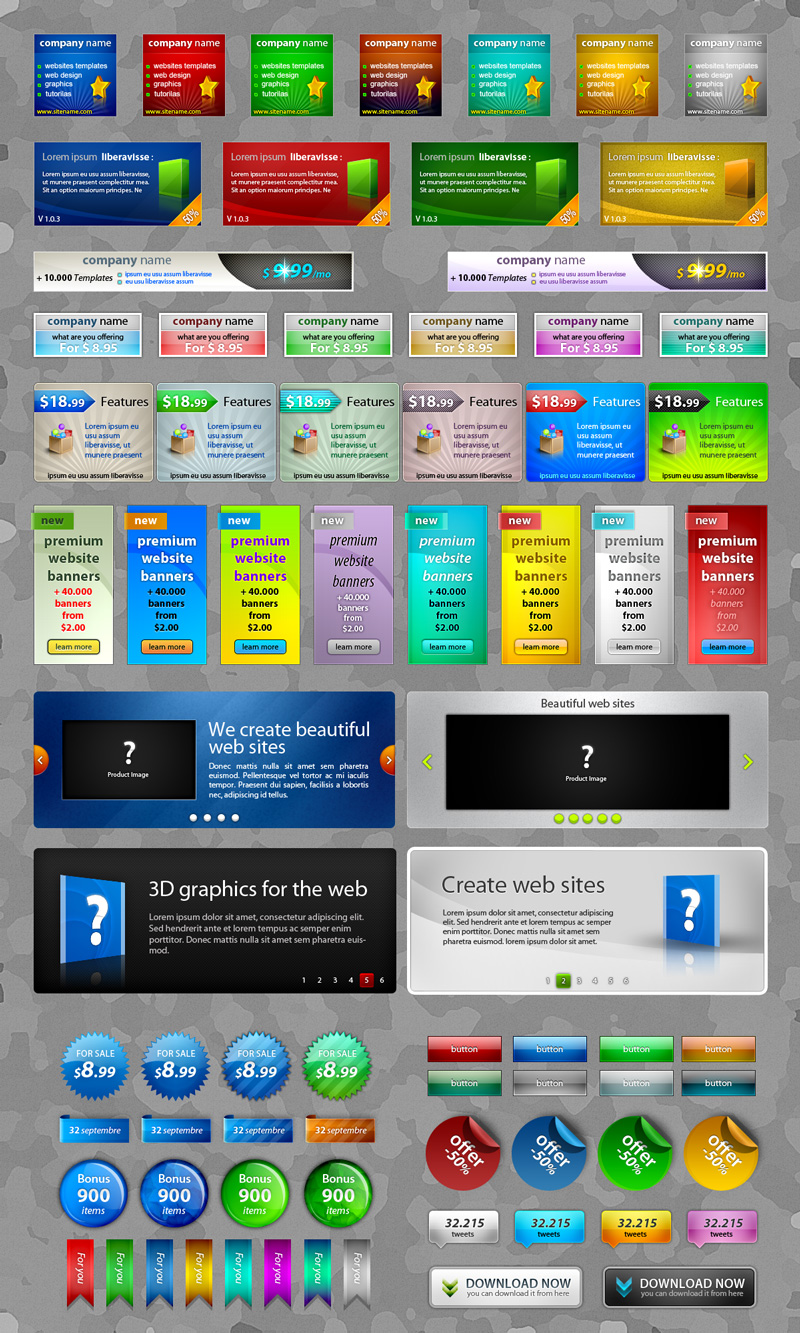 company name company name company name company name company name company name company name
websites templates websites templates websites templates websites templates websites templates websites templates websites templates
web design web design web design web design web design web design web design
graphics graphics graphics graphics graphics graphics graphics
tutorilas tutorilas tutorilas tutorilas tutorilas tutorilas tutorilas
www.sitename.com www.sitename.com www.sitename.com www.sitename.com www.sitename.com www.sitename.com www.sitename.com
Lorem ipsum liberavisse : Lorem ipsum liberavisse : Lorem ipsum liberavisse : Lorem ipsum liberavisse :
Lorem ipsum eu usu assum liberavisse, Lorem ipsum eu usu assum liberavisse, Lorem ipsum eu usu assum liberavisse, Lorem ipsum eu usu assum liberavisse,
ut munere praesent complectitur mea. ut munere praesent complectitur mea. ut munere praesent complectitur mea. ut munere praesent complectitur mea.
Sit an option maiorum principes. Ne Sit an option maiorum principes. Ne Sit an option maiorum principes. Ne Sit an option maiorum principes. Ne
V 1.0.3 50% V 1.0.3 50% V 1.0.3 50% V 1.0.3 50%
company name company name
+ 10.000 Templates ipsum eu usu assum liberavisse $ 9.99/mo + 10.000 Templates ipsum eu usu assum liberavisse $ 9.99/mo
eu usu liberavisse assum eu usu liberavisse assum
company name company name company name company name company name company name
what are you offering what are you offering what are you offering what are you offering what are you offering what are you offering
For $ 8.95 For $ 8.95 For $ 8.95 For $ 8.95 For $ 8.95 For $ 8.95
$18.99 Features $18.99 Features $18.99 Features $18.99 Features $18.99 Features $18.99 Features
Lorem ipsum eu Lorem ipsum eu Lorem ipsum eu Lorem ipsum eu Lorem ipsum eu Lorem ipsum eu
usu assum usu assum usu assum usu assum usu assum usu assum
liberavisse, ut liberavisse, ut liberavisse, ut liberavisse, ut liberavisse, ut liberavisse, ut
munere praesent munere praesent munere praesent munere praesent munere praesent munere praesent
ipsum eu usu assum liberavisse ipsum eu usu assum liberavisse ipsum eu usu assum liberavisse ipsum eu usu assum liberavisse ipsum eu usu assum liberavisse ipsum eu usu assum liberavisse
new new new new new new new new
premium premium premium premium premium premium premium premium
website website website website website website website website
banners banners banners banners banners banners banners banners
+ 40.000 + 40.000 + 40.000 + 40.000 + 40.000 + 40.000 + 40.000 + 40.000
banners banners banners banners banners banners banners banners
from from from from from from from from
$2.00 $2.00 $2.00 $2.00 $2.00 $2.00 $2.00 $2.00
learn more learn more learn more learn more learn more learn more learn more learn more
?
Product Image
We create beautiful
web sites
Donec mattis nulla sit amet sem pharetra
euismod. Pellentesque vel tortor ac mi iaculis
tempor. Praesent dui sapien, facilisis a lobortis
nec, adipiscing id tellus.
Beautiful web sites
?
Product Image
?
3D graphics for the web
Lorem ipsum dolor sit amet, consectetur adipiscing elit.
Sed hendrerit ante et lorem tempus ac semper enim
porttitor. Donec mattis nulla sit amet sem pharetra euis-
mod.
1 2 3 4 5 6
Create web sites
Lorem ipsum dolor sit amet, consectetur adipiscing
elit. Sed hendrerit ante et lorem tempus ac semper
enim porttitor. Donec mattis nulla sit amet sem
pharetra euismod. lorem ipsum dolor sit amet.
?
1 2 3 4 5 6
FOR SALE FOR SALE FOR SALE FOR SALE
$8.99 $8.99 $8.99 $8.99
32 septembre 32 septembre 32 septembre 32 septembre
Bonus Bonus Bonus Bonus
900 900 900 900
items items items items
For you For you For you For you For you For you For you For you
button button button button
button button button button
offer offer offer offer
-50% -50% -50% -50%
32.215 32.215 32.215 32.215
tweets tweets tweets tweets
DOWNLOAD NOW DOWNLOAD NOW
you can download it from here you can download it from here